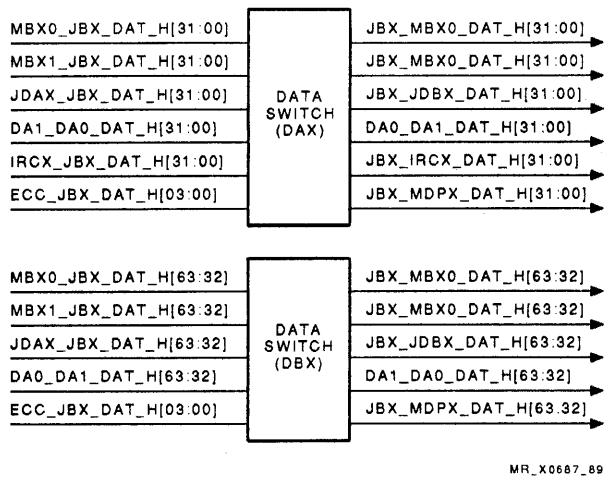 MBX0_JBX_DAT_H[31:00]
JBX_MBX0_DAT_H[31:00]
MBX1_JBX_DAT_H[31:00]
JBX_MBX0_DAT_H[31:00]
JDAX_JBX_DAT_H[31:00]
JBX_JDBX_DAT_H[31:00]
DA1_DA0_DAT_H[31:00]
DA0_DA1_DAT_H[31:00]
IRCX_JBX_DAT_H[31:00]
JBX_IRCX_DAT_H[31:00]
ECC_JBX_DAT_H[03:00]
JBX_MDPX_DAT_H[31:00]
DATA
SWITCH
(DAX)
MBX0_JBX_DAT_H[63:32]
JBX_MBX0_DAT_H[63:32]
MBX1_JBX_DAT_H[63:32]
JBX_MBX0_DAT_H[63:32]
JDAX_JBX_DAT_H[63:32]
JBX_JDBX_DAT_H[63:32]
DA0_DA1_DAT_H[63:32]
DA1_DA0_DAT_H[63:32]
ECC_JBX_DAT_H[03:00]
JBX_MDPX_DAT_H[63.32]
DATA
SWITCH
(DBX)
MR_X0687_89